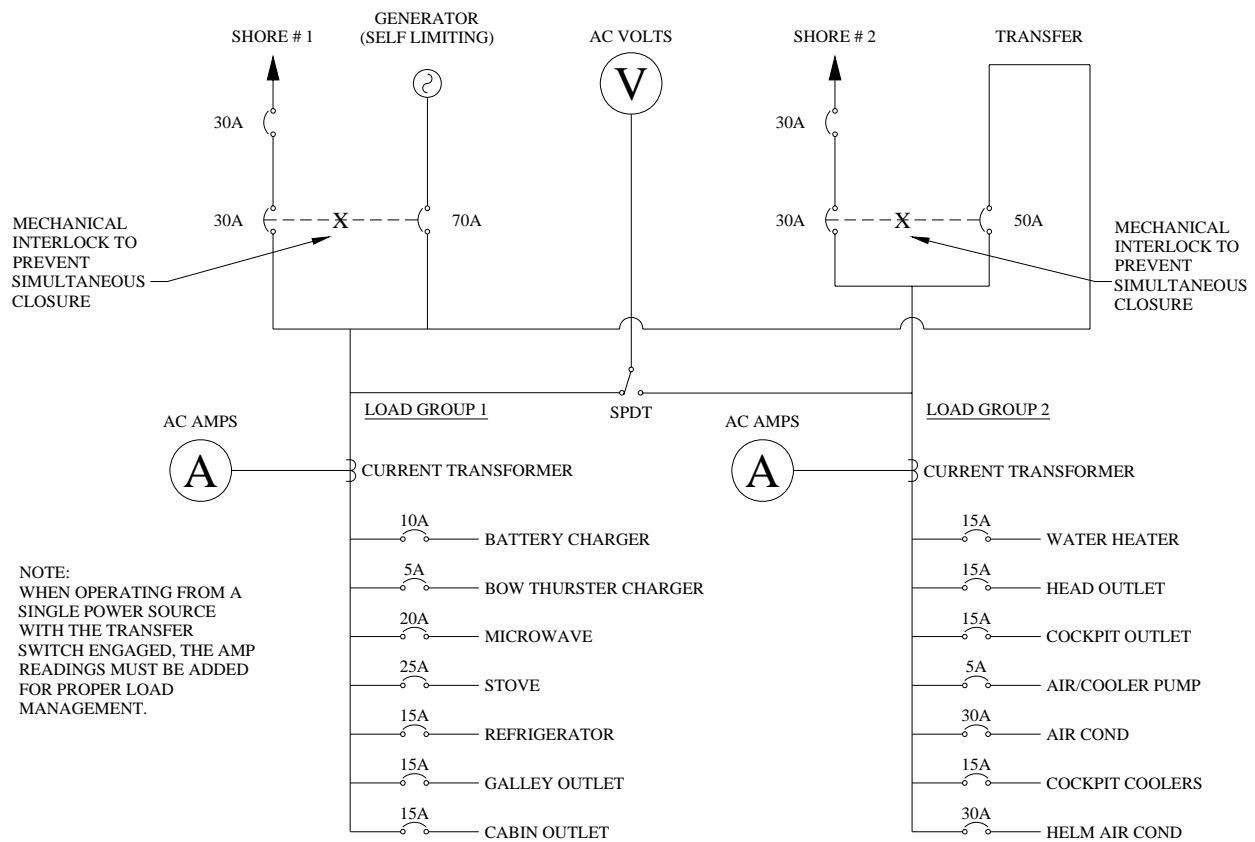 SHORE # 1
GENERATOR
(SELF LIMITING)
AC VOLTS
SHORE # 2
TRANSFER
V
30A
30A
30A
X
70A
30A
X
50A
MECHANICAL
INTERLOCK TO
PREVENT
SIMULTANEOUS
CLOSURE
MECHANICAL
INTERLOCK TO
PREVENT
SIMULTANEOUS
CLOSURE
SPDT
LOAD GROUP 1
LOAD GROUP 2
AC AMPS
A
CURRENT TRANSFORMER
AC AMPS
A
CURRENT TRANSFORMER
10A
BATTERY CHARGER
5A
BOW THURSTER CHARGER
20A
MICROWAVE
25A
STOVE
15A
REFRIGERATOR
15A
GALLEY OUTLET
15A
CABIN OUTLET
15A
WATER HEATER
15A
HEAD OUTLET
15A
COCKPIT OUTLET
5A
AIR/COOLER PUMP
30A
AIR COND
15A
COCKPIT COOLERS
30A
HELM AIR COND
NOTE:
WHEN OPERATING FROM A
SINGLE POWER SOURCE
WITH THE TRANSFER
SWITCH ENGAGED, THE AMP
READINGS MUST BE ADDED
FOR PROPER LOAD
MANAGEMENT.